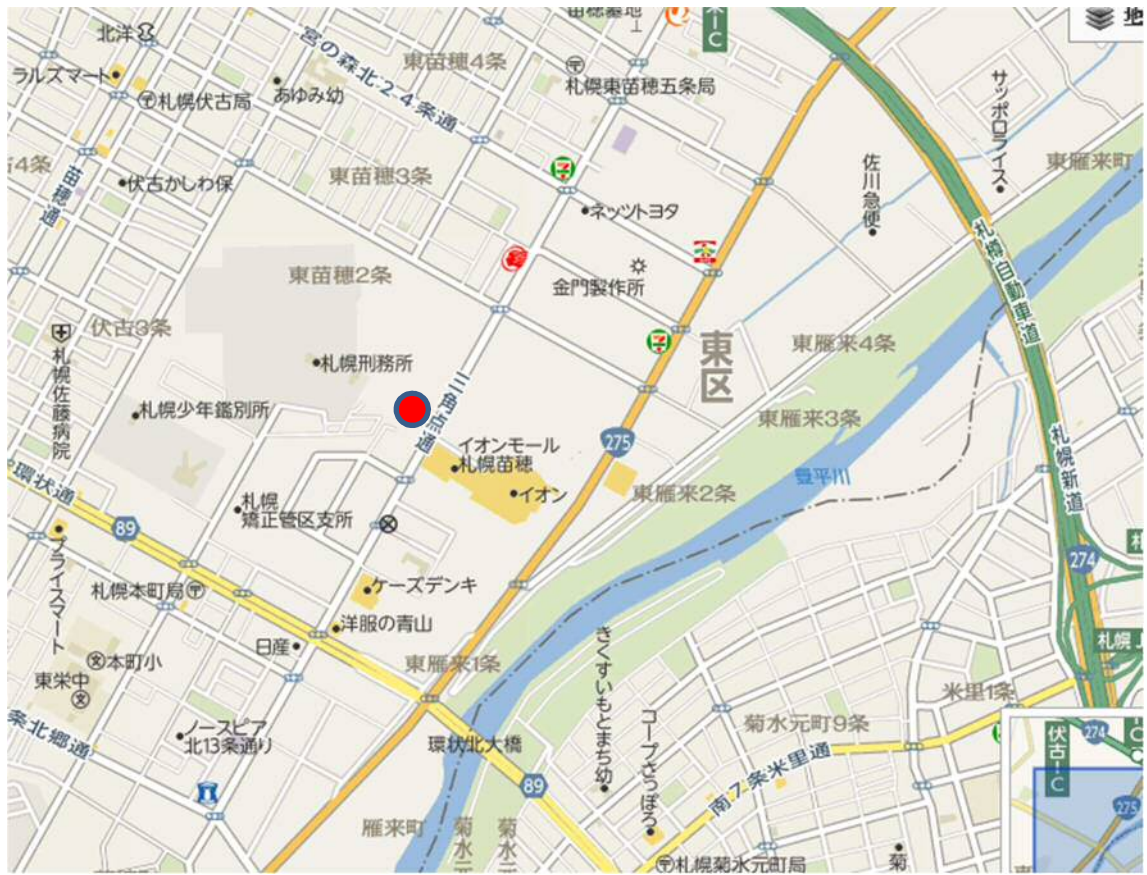 北洋
苗穂墓地
IC
地
ラルズマート
宮の森北・24条通
東苗穂4条
札幌伏古局
あゆみ幼
札幌東苗穂五条局
サッポロライス
東雁来町
4条
苗穂通
伏古かしわ保
東苗穂3条
佐川急便
ネッツトヨタ
東苗穂2条
金門製作所
札樽自動車道
伏古3条
札幌佐藤病院
札幌刑務所
三角点通
東区
東雁来4条
札幌少年鑑別所
東雁来3条
イオンモール
札幌苗穂
275
札幌新道
豊平川
イオン
東雁来2条
環状通
89
札幌
矯正管区支所
プライスマート
274
札幌本町局
ケーズデンキ
洋服の青山
日産
本町小
東栄中
東雁来1条
きくすいもとまち幼
札幌
米里1条
条北郷通
ノースピア
北13条通り
環状北大橋
コープさっぽろ
菊水元町9条
南7条米里通
伏古IC
274
89
275
雁来町
菊水元
菊水元
札幌菊水元町局
菊
東